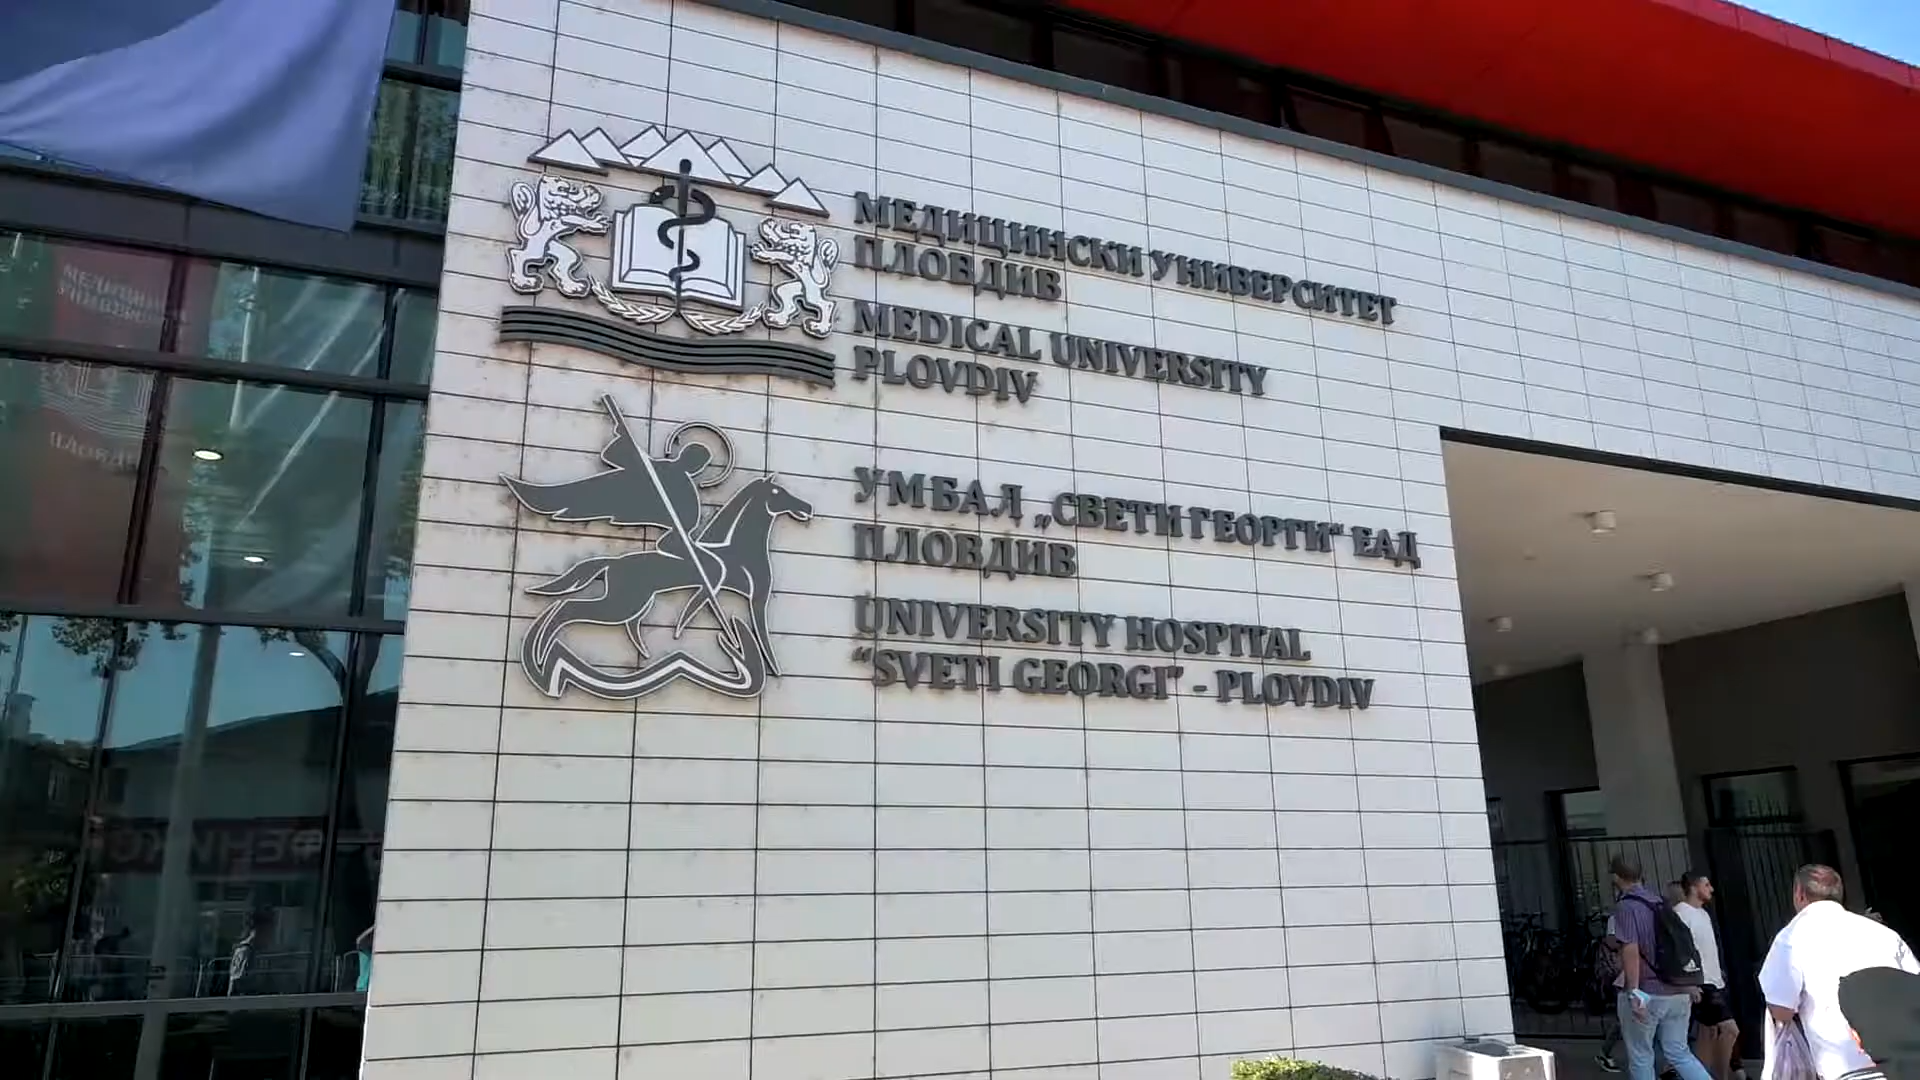 МЕДИЦИНСКИ УНИВЕРСИТЕТ
ПЛОВДИВ
MEDICAL UNIVERSITY
PLOVDIV
УМБАЛ „СВЕТИ ГЕОРГИ“ ЕАД
ПЛОВДИВ
UNIVERSITY HOSPITAL
“SVETI GEORGI” - PLOVDIV